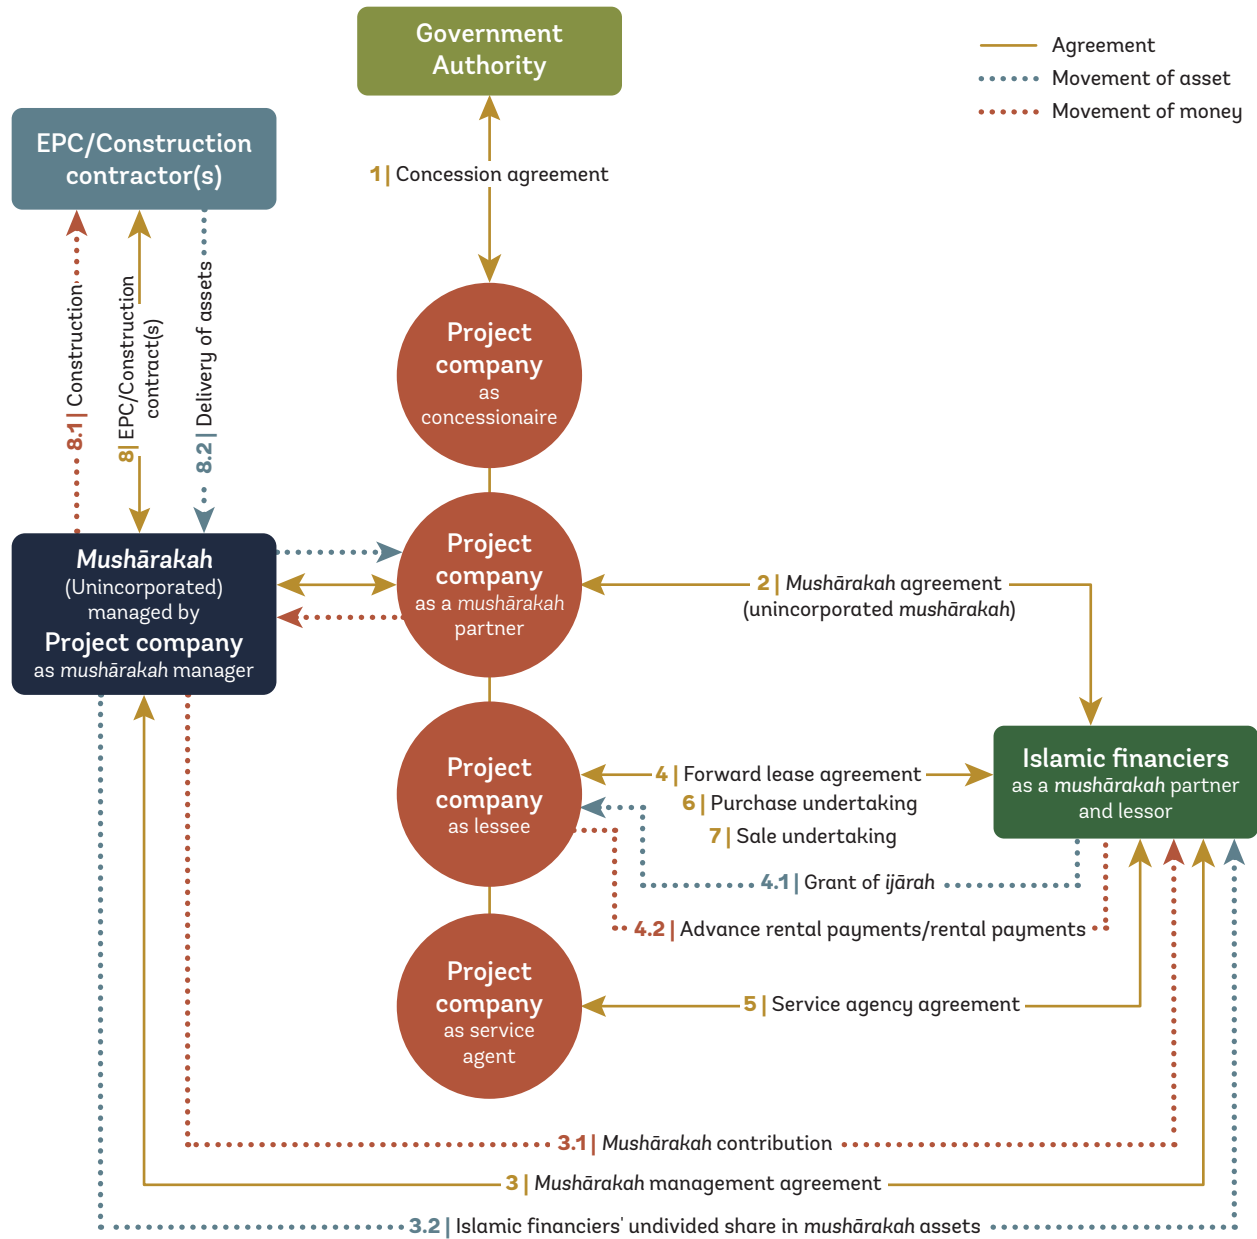 Government
Authority
Agreement
Movement of asset
Movement of money
EPC/Construction
contractor(s)
1| Concession agreement
8.1 | Construction
8| EPC/Construction
contract(s)
8.2 | Delivery of assets
Project
company
as
concessionaire
Mushārakah
(Unincorporated)
managed by
Project company
as mushārakah manager
Project
company
as a mushārakah
partner
2 | Mushārakah agreement
(unincorporated mushārakah)
Project
company
as lessee
4 | Forward lease agreement
6 | Purchase undertaking
7 | Sale undertaking
Islamic financiers
as a mushārakah partner
and lessor
4.1 | Grant of ijārah
4.2 | Advance rental payments/rental payments
Project
company
as service
agent
5 | Service agency agreement
3.1 | Mushārakah contribution
3 | Mushārakah management agreement
3.2 | Islamic financiers' undivided share in mushārakah assets